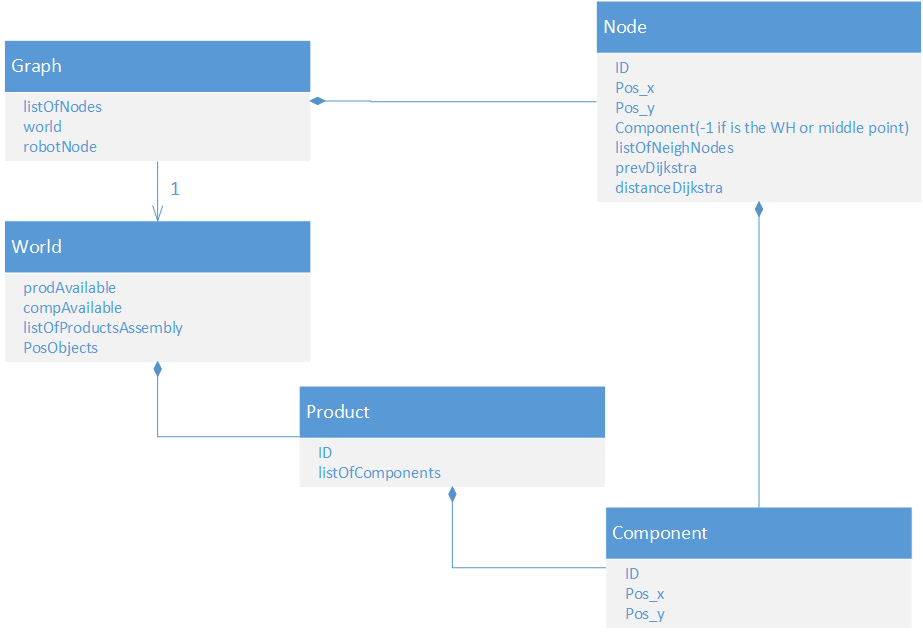 Graph
listOfNodes
world
robotNode
1
Node
ID
Pos_x
Pos_y
Component(-1 if is the WH or middle point)
listOfNeighNodes
prevDijkstra
distanceDijkstra
World
prodAvailable
compAvailable
listOfProductsAssembly
PosObjects
Product
ID
listOfComponents
Component
ID
Pos_x
Pos_y